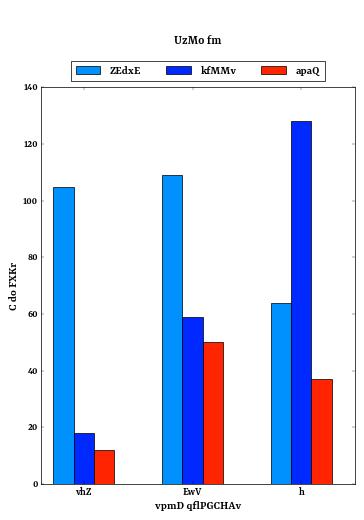 UzMo fm
ZEdxE kfMMv apaQ
140
120
100
80
60
40
20
0
C do FXKr
vhZ EwV h
vpmD qflPGCHAv